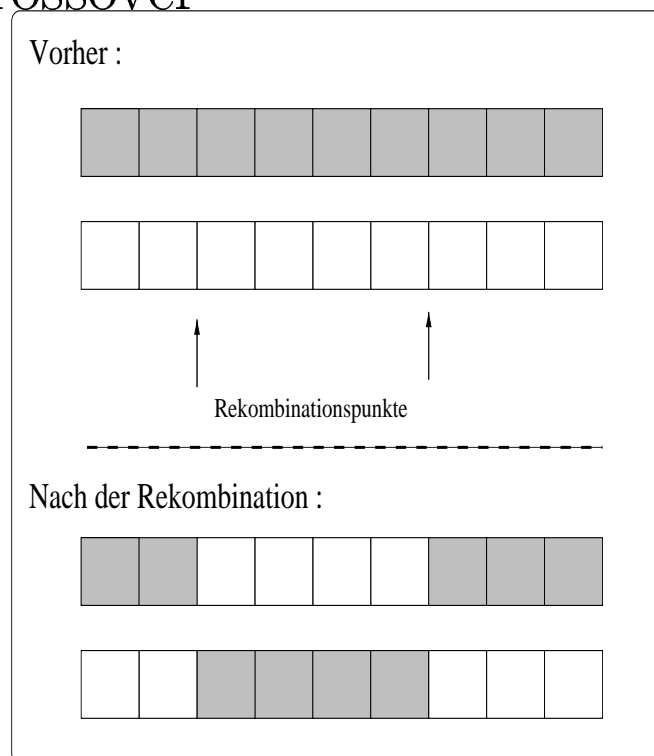 Vorher :
Rekombinationspunkte
Nach der Rekombination :